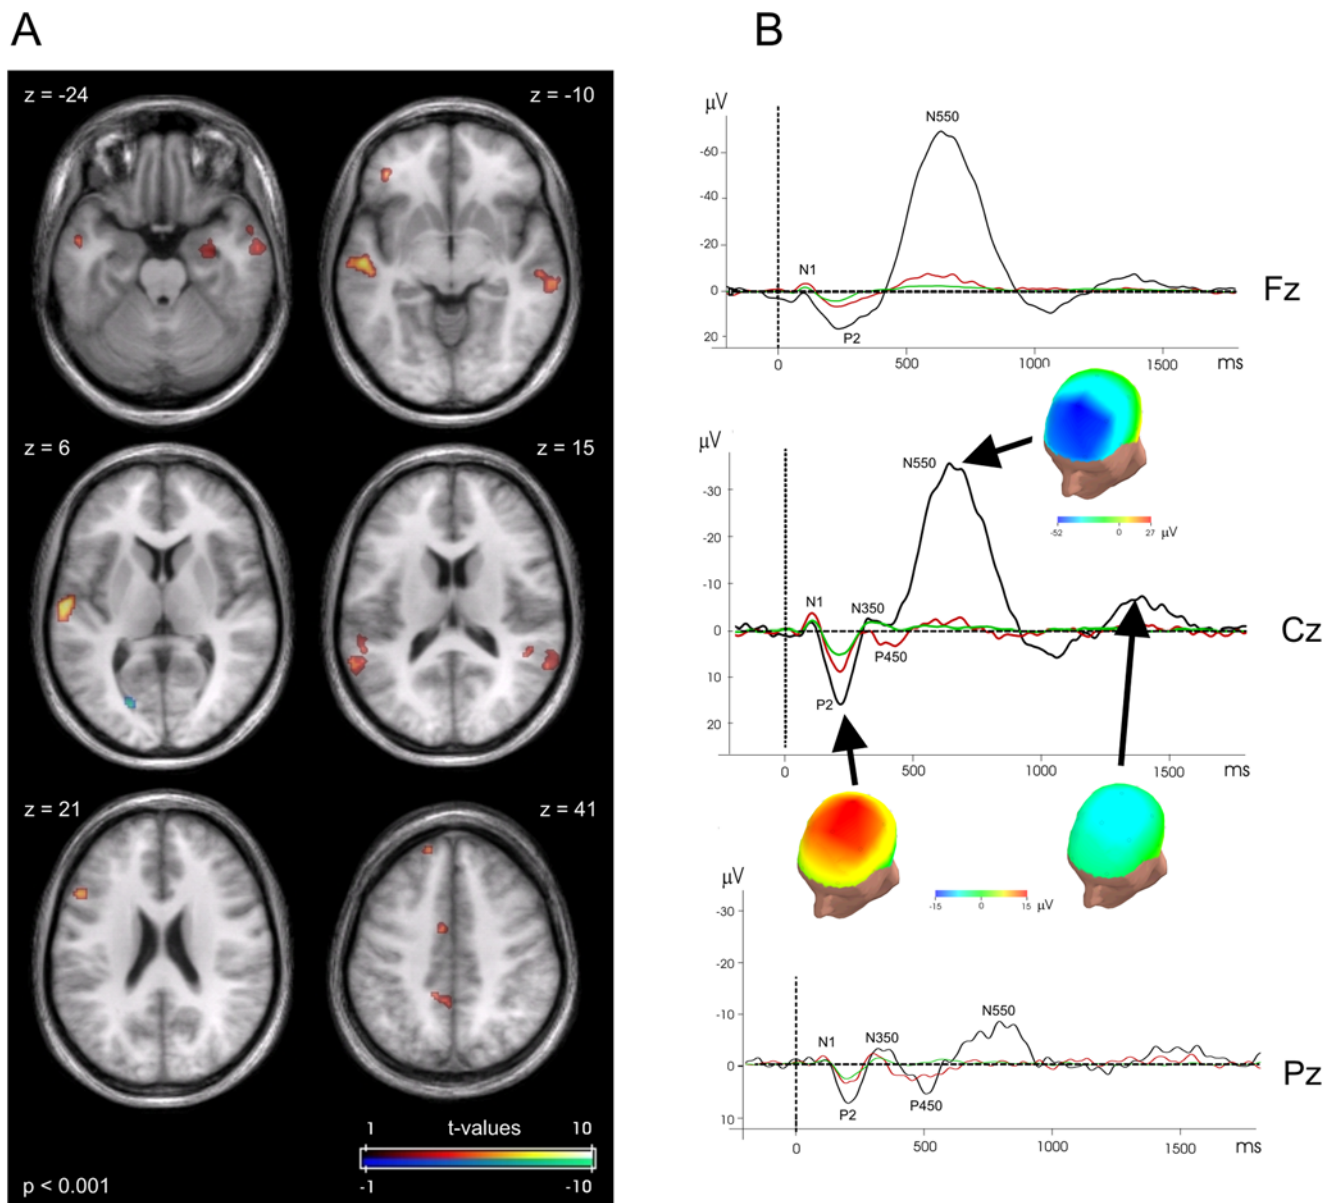 A
z = -24
z = -10
z = 6
z = 15
z = 21
z = 41
1 t-values 10
-1 -10
p < 0.001
B
µV
N550
-60
-40
-20
N1
0
Fz
P2
20
0 500 1000 1500 ms
µV
N550
-30
-52 0 27 µV
-20
-10
N1 N350
0
Cz
P450
10
P2
20
0 500 1000 1500 ms
µV
-15 0 15 µV
-30
-20
-10
N550
N1 N350
0
Pz
P2 P450
10
0 500 1000 1500 ms